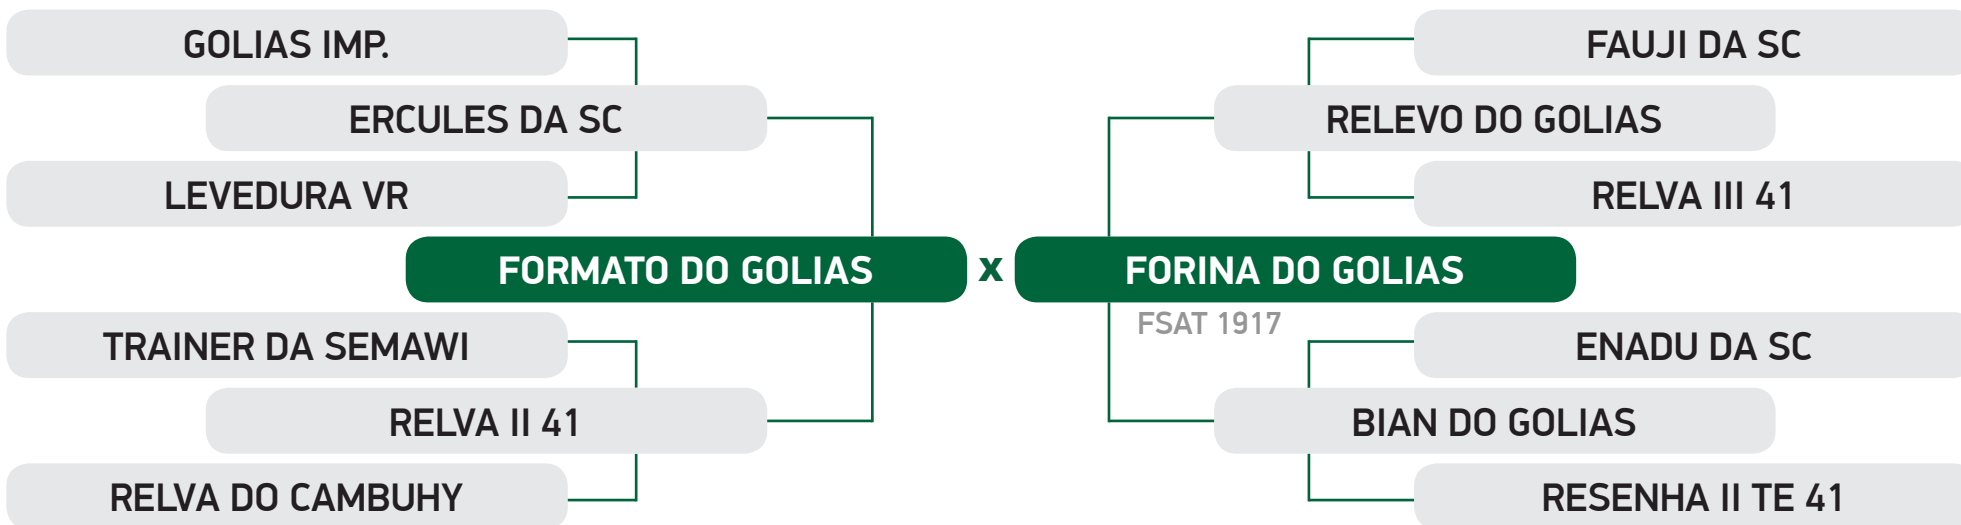 GOLIAS IMP.
ERCULES DA SC
LEVEDURA VR
FORMATO DO GOLIAS
TRAINER DA SEMAWI
RELVA II 41
RELVA DO CAMBUHY
x
FAUJI DA SC
RELEVO DO GOLIAS
RELVA III 41
FORINA DO GOLIAS
FSAT 1917
ENADU DA SC
BIAN DO GOLIAS
RESENHA II TE 41